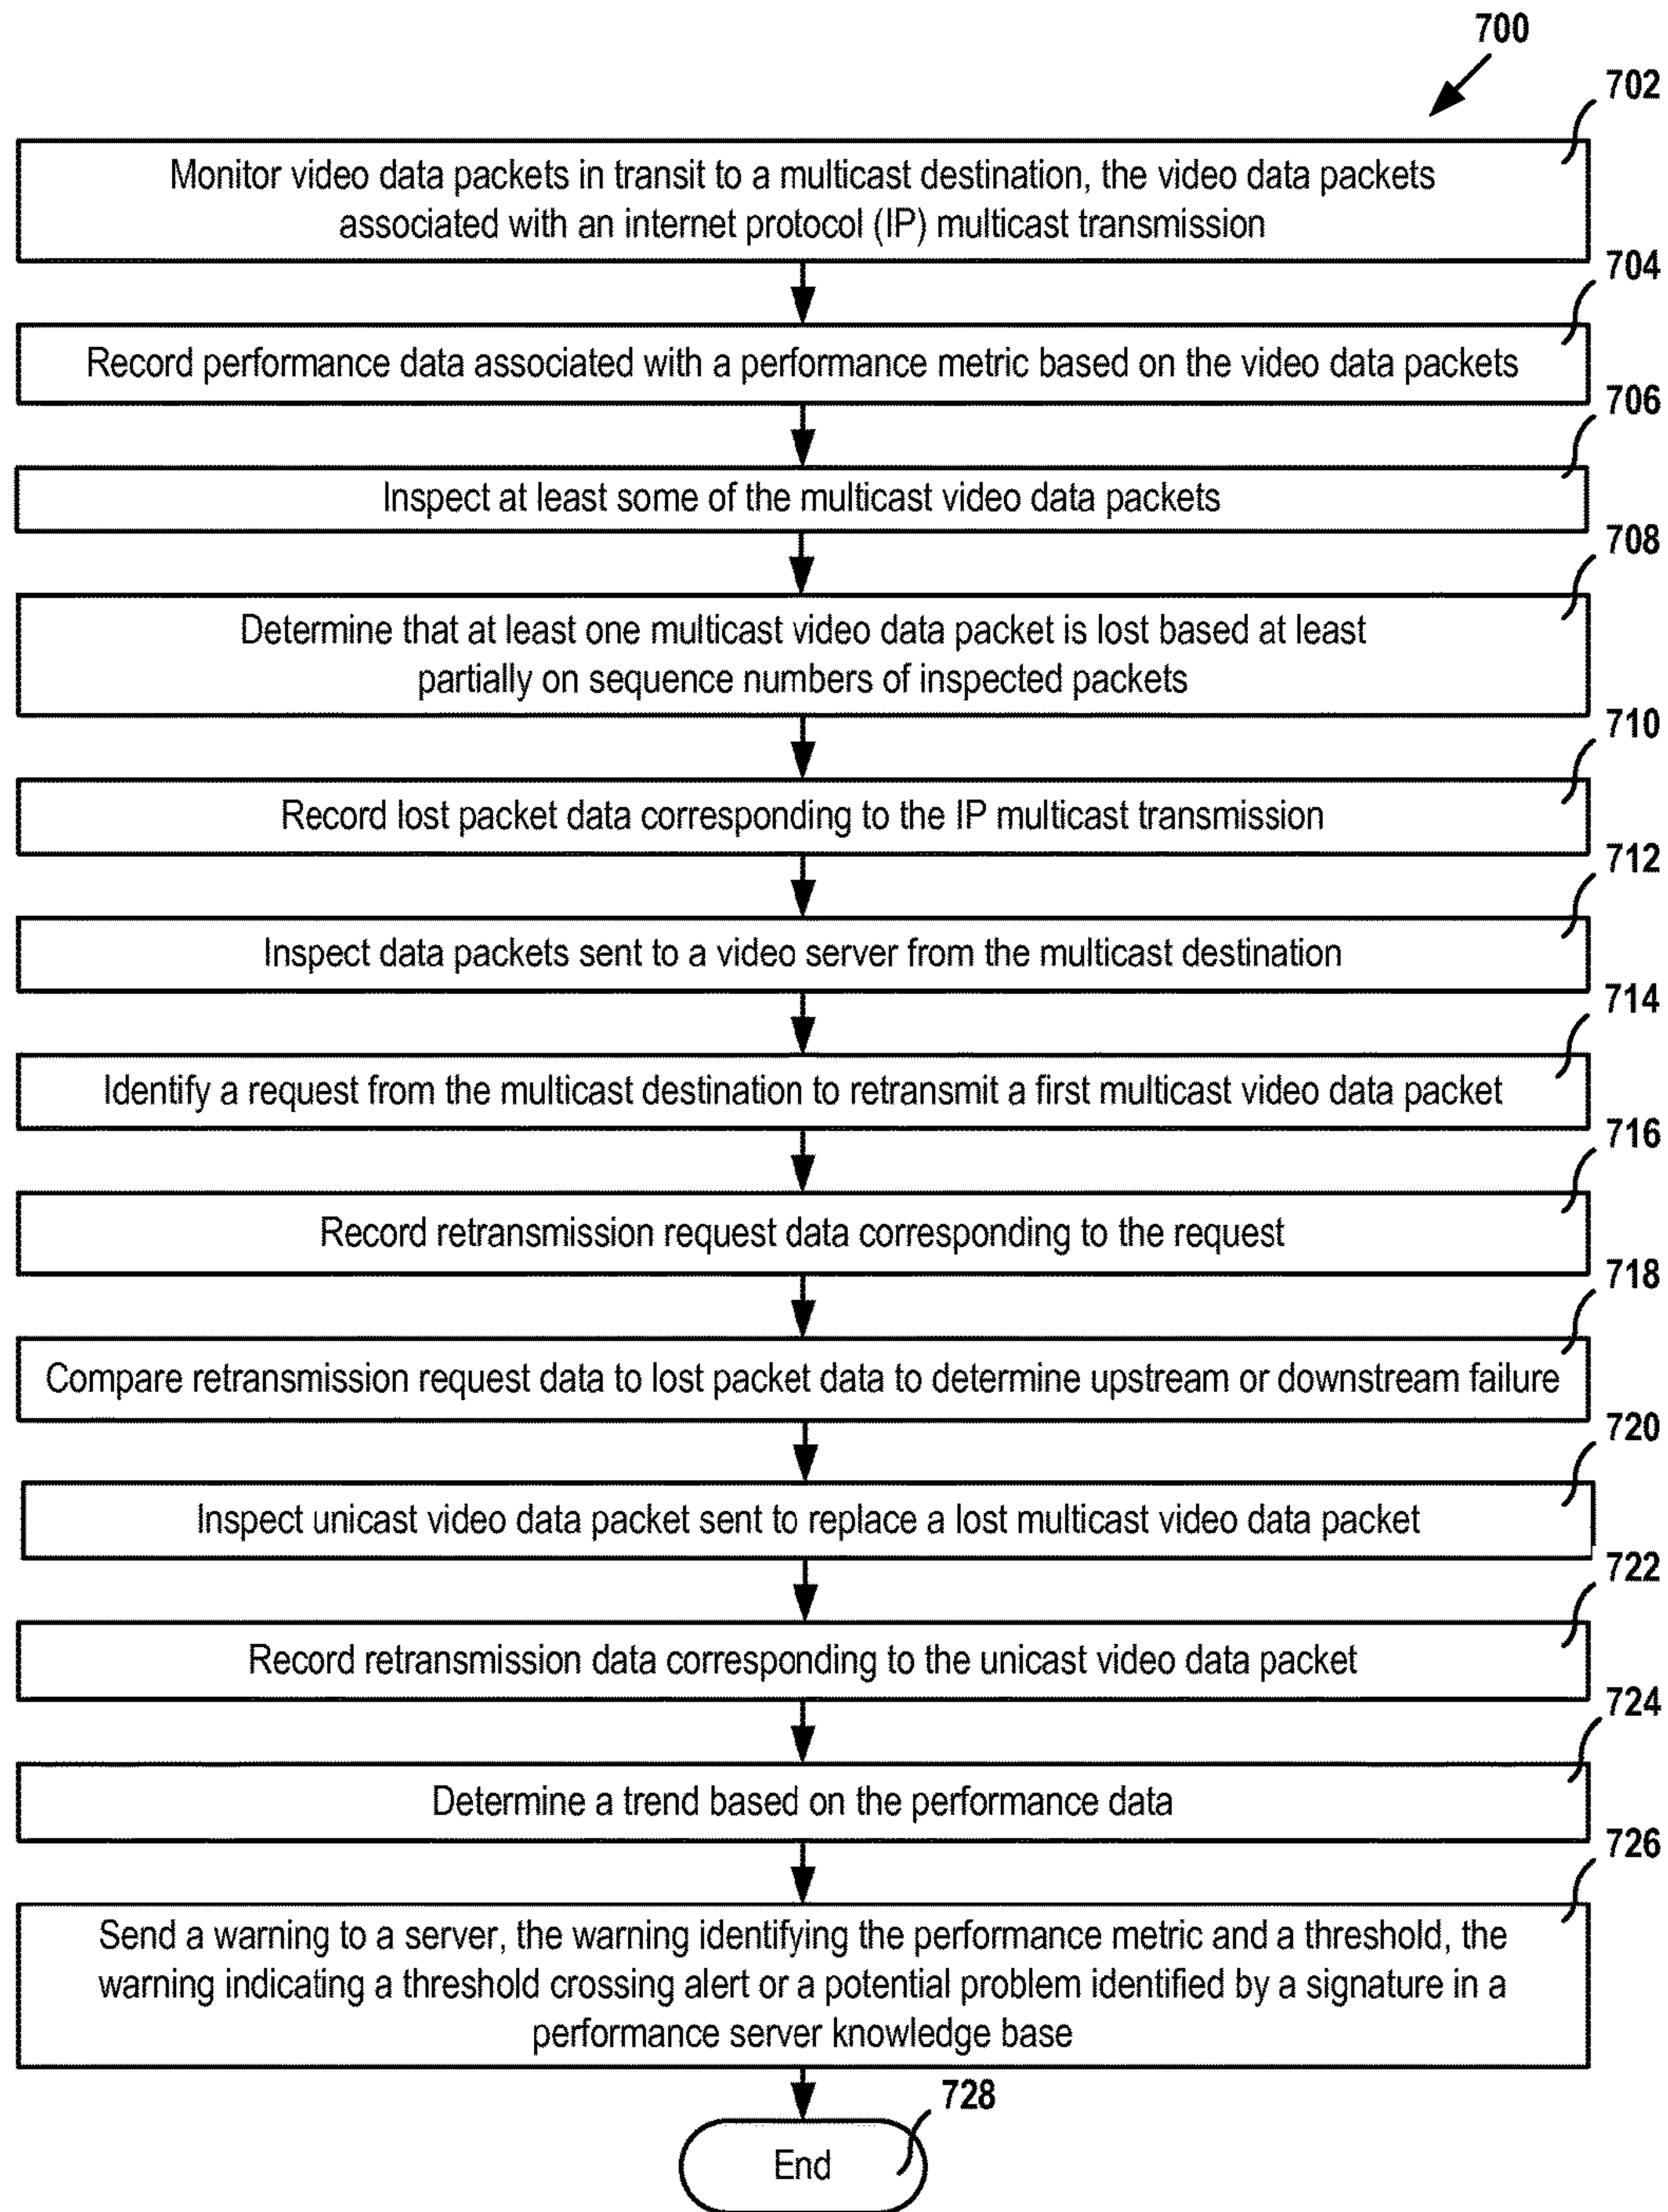 700
702
Monitor video data packets in transit to a multicast destination, the video data packets
associated with an internet protocol (IP) multicast transmission
704
Record performance data associated with a performance metric based on the video data packets
706
Inspect at least some of the multicast video data packets
708
Determine that at least one multicast video data packet is lost based at least
partially on sequence numbers of inspected packets
710
Record lost packet data corresponding to the IP multicast transmission
712
Inspect data packets sent to a video server from the multicast destination
714
Identify a request from the multicast destination to retransmit a first multicast video data packet
716
Record retransmission request data corresponding to the request
718
Compare retransmission request data to lost packet data to determine upstream or downstream failure
720
Inspect unicast video data packet sent to replace a lost multicast video data packet
722
Record retransmission data corresponding to the unicast video data packet
724
Determine a trend based on the performance data
726
Send a warning to a server, the warning identifying the performance metric and a threshold, the
warning indicating a threshold crossing alert or a potential problem identified by a signature in a
performance server knowledge base
728
End